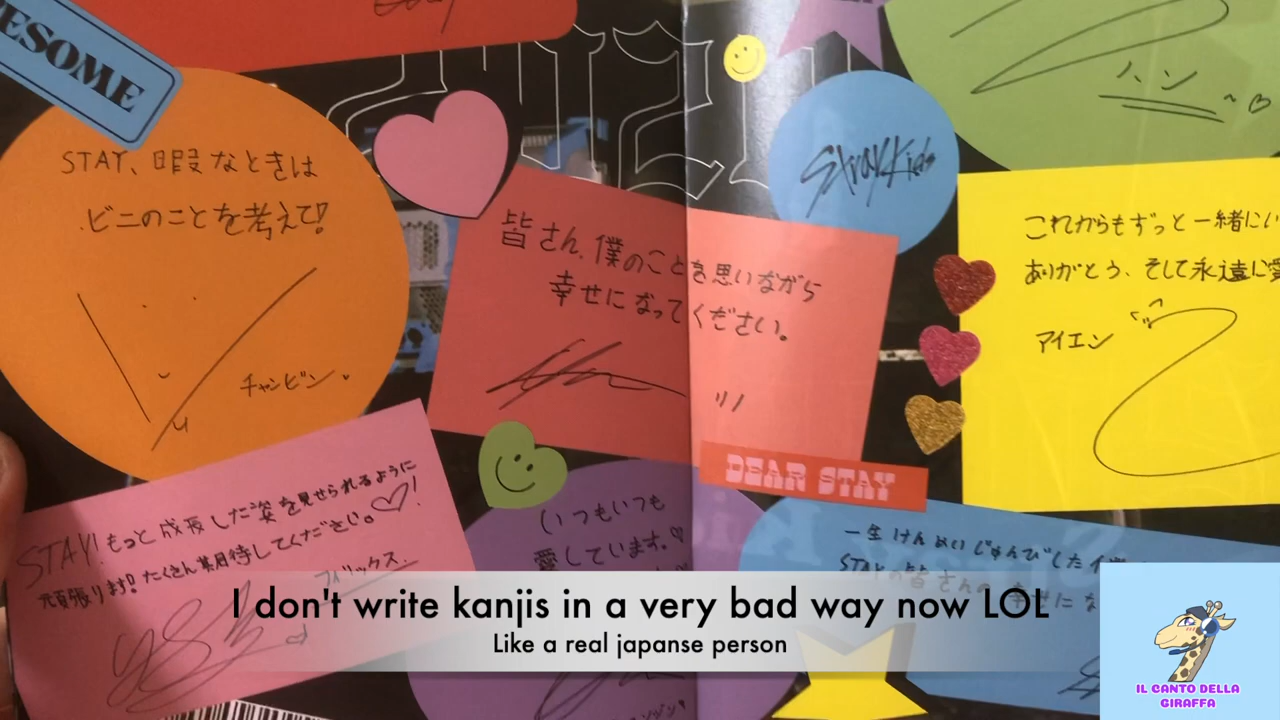 ESOME
STAY、暇なときは
ビニのことを考えて!
チャンビン
皆さん、僕のことを思いながら
幸せになってください。
リノ
Stray Kids
ハン
これからもずっと一緒にい
ありがとう、そして永遠に愛
アイエン
DEAR STAY
STAY!もっと成長した姿を見せられるように
頑張ります!たくさん期待してください。
フィリックス
いつもいつも
愛しています。
一生けんめいじゅんびした
STAYの皆さんの幸せにな
I don't write kanjis in a very bad way now LOL
Like a real japanse person
IL CANTO DELLA
GIRAFFA